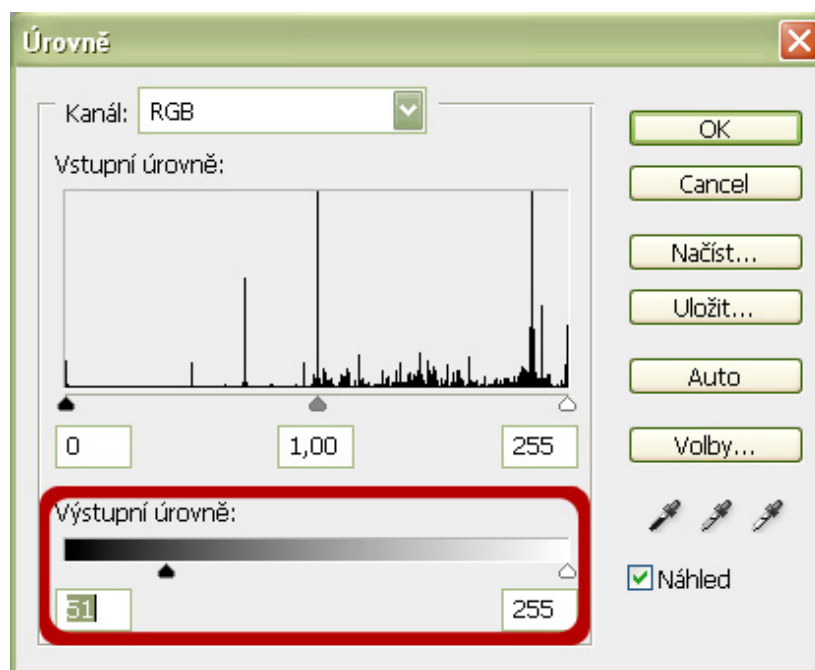 Úrovně
Kanál: RGB
Vstupní úrovně:
0 1,00 255
Výstupní úrovně:
51 255
OK
Cancel
Načíst...
Uložit...
Auto
Volby...
Náhled